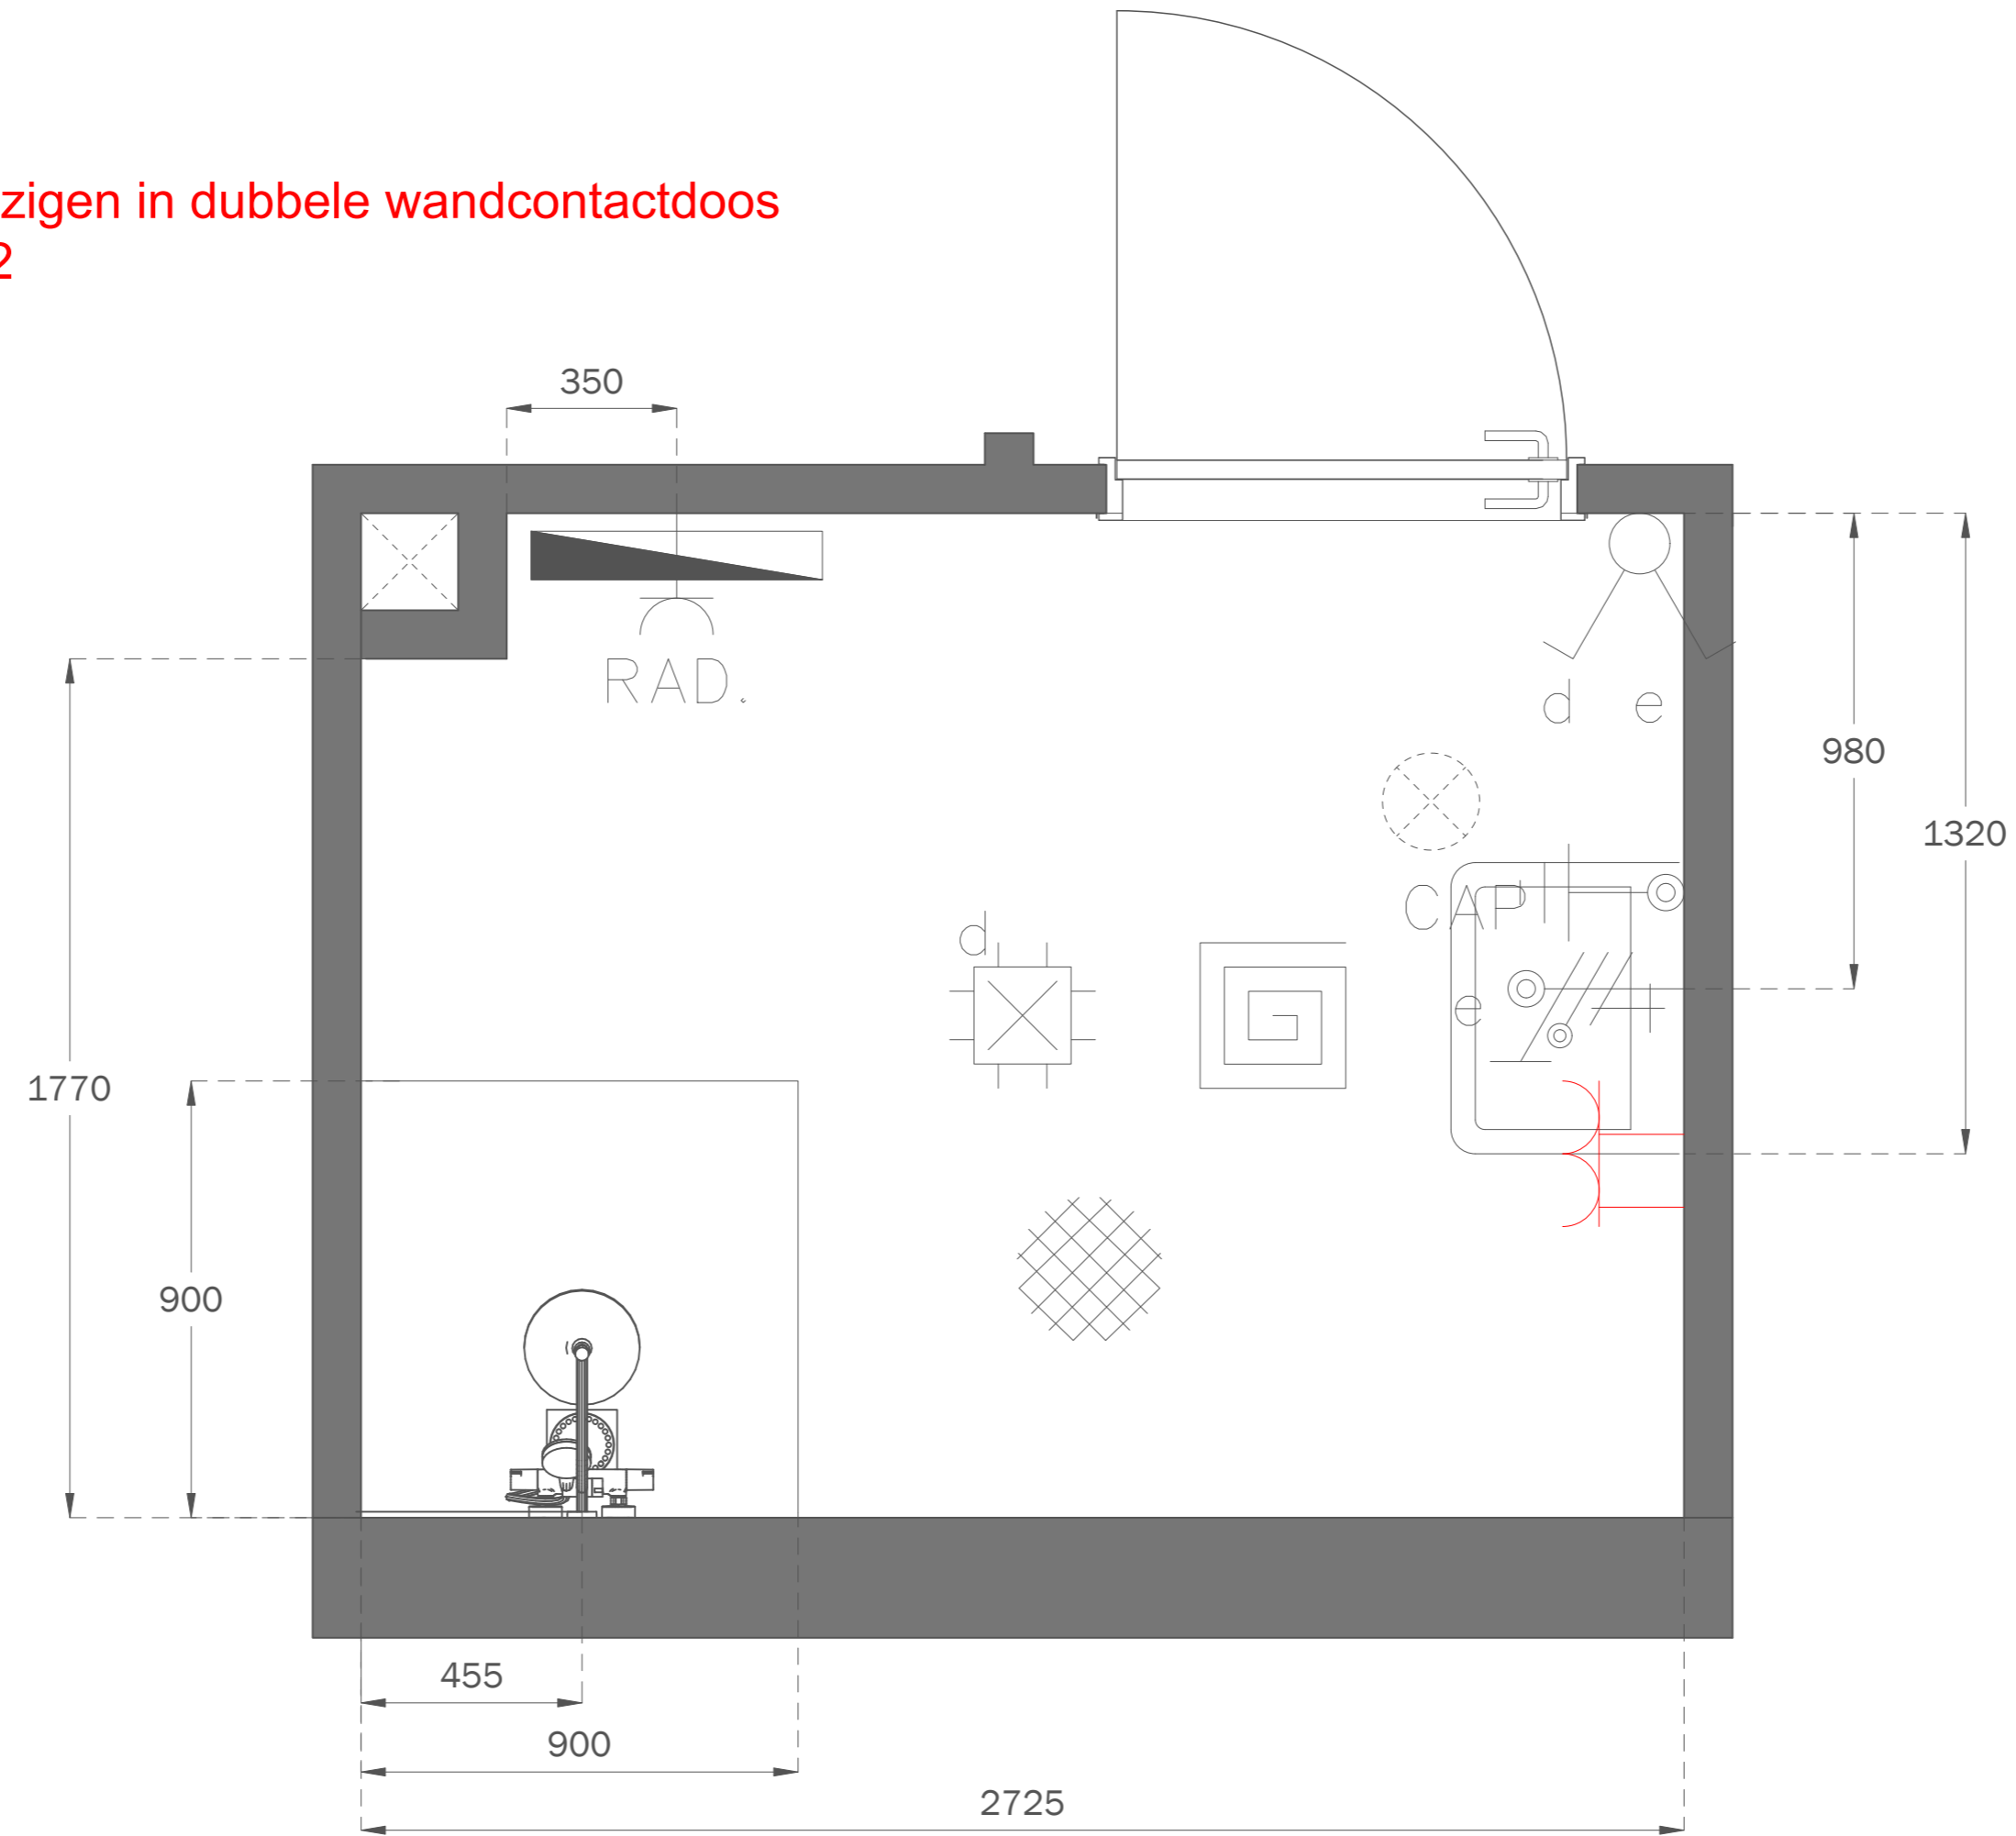 zigen in dubbele wandcontactdoos
2
350
RAD.
d e
980
1320
CAP
d
e
1770
900
455
900
2725